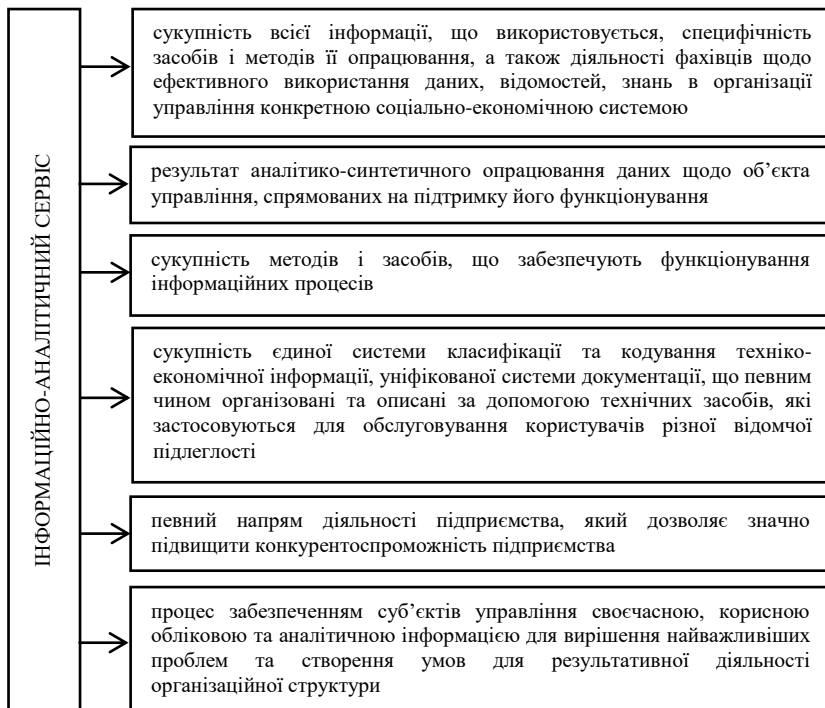 ІНФОРМАЦІЙНО-АНАЛІТИЧНИЙ СЕРВІС
сукупність всієї інформації, що використовується, специфічність
засобів і методів її опрацювання, а також діяльності фахівців щодо
ефективного використання даних, відомостей, знань в організації
управління конкретною соціально-економічною системою
результат аналітико-синтетичного опрацювання даних щодо об’єкта
управління, спрямованих на підтримку його функціонування
сукупність методів і засобів, що забезпечують функціонування
інформаційних процесів
сукупність єдиної системи класифікації та кодування техніко-
економічної інформації, уніфікованої системи документації, що певним
чином організовані та описані за допомогою технічних засобів, які
застосовуються для обслуговування користувачів різної відомчої
підлеглості
певний напрям діяльності підприємства, який дозволяє значно
підвищити конкурентоспроможність підприємства
процес забезпеченням суб’єктів управління своєчасною, корисною
обліковою та аналітичною інформацією для вирішення найважливіших
проблем та створення умов для результативної діяльності
організаційної структури